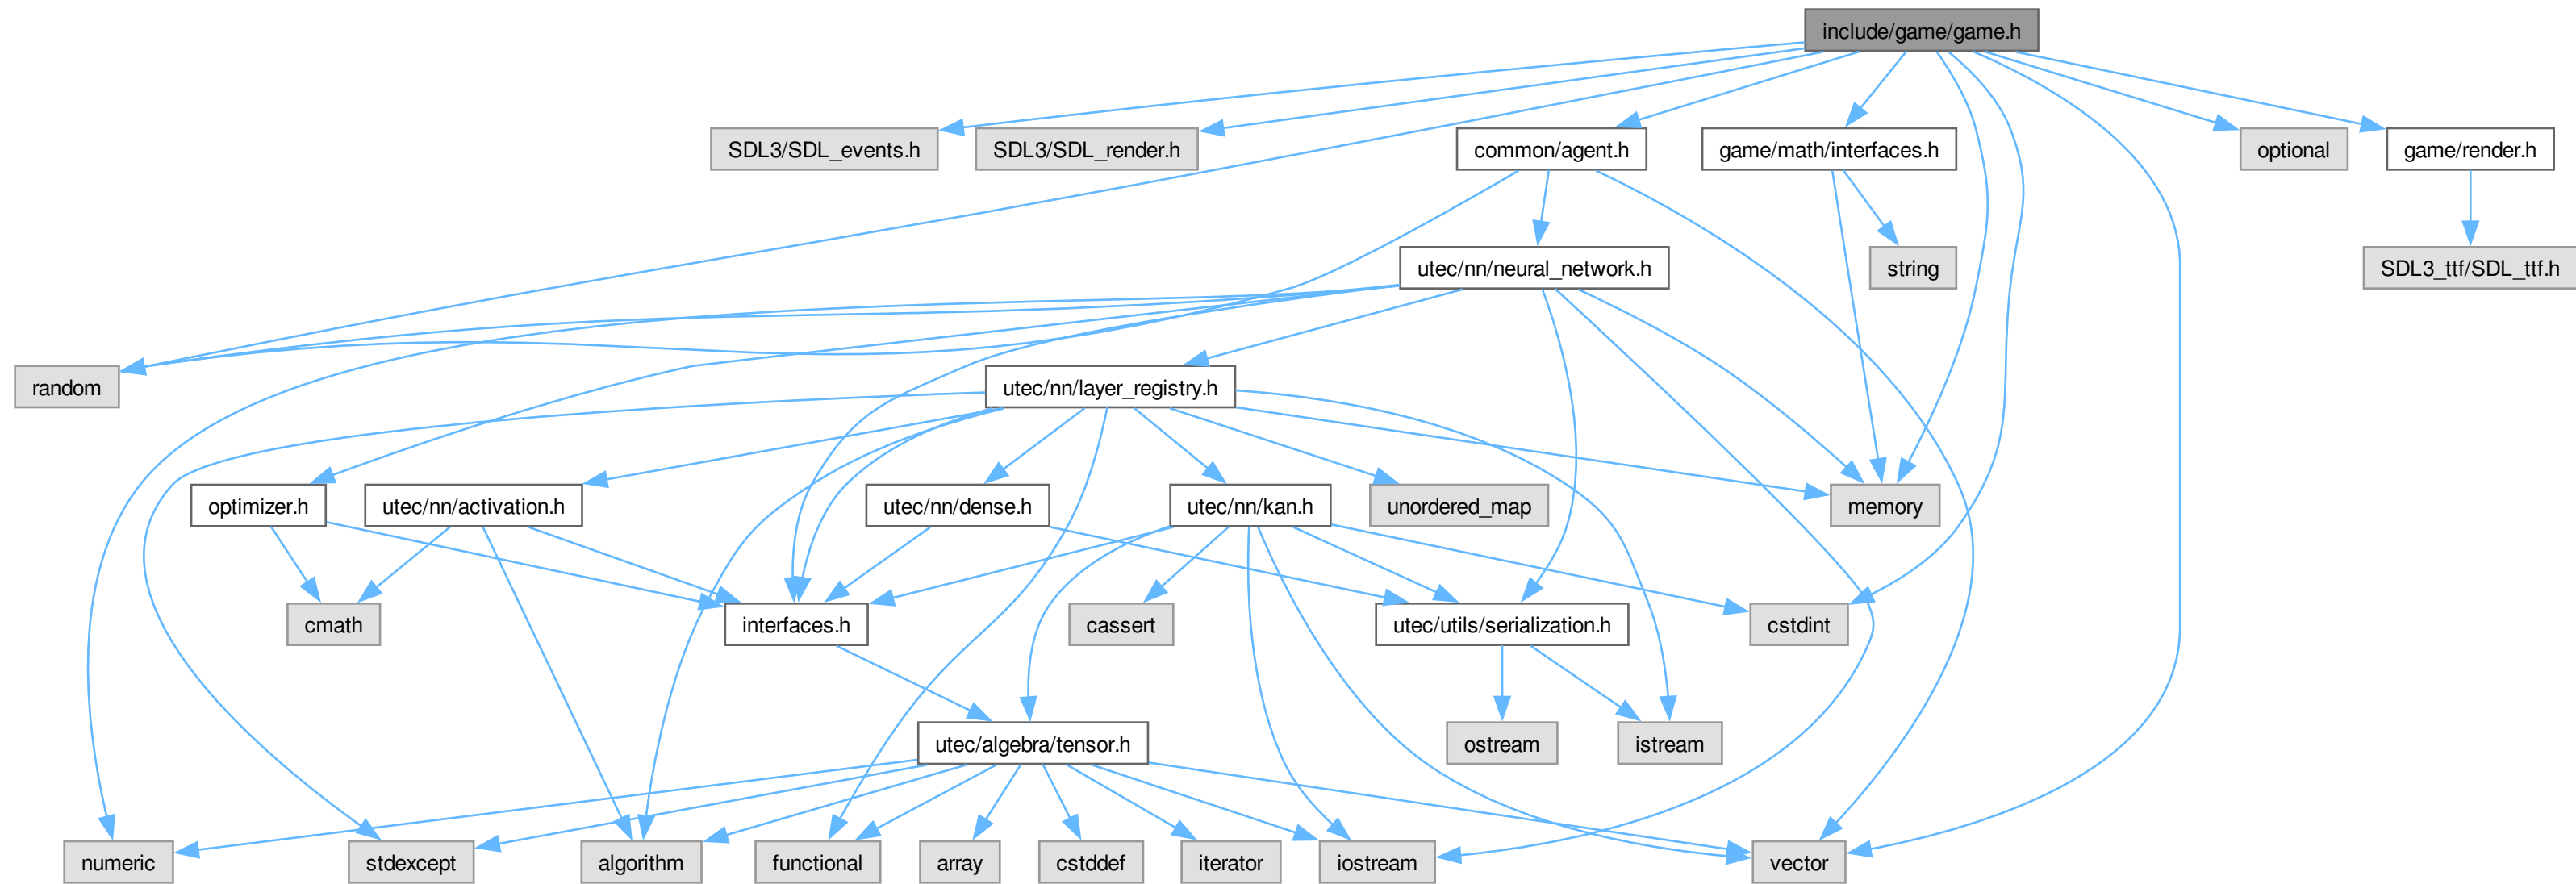 include/game/game.h
SDL3/SDL_events.h
SDL3/SDL_render.h
common/agent.h
game/math/interfaces.h
optional
game/render.h
utec/nn/neural_network.h
string
SDL3_ttf/SDL_ttf.h
random
utec/nn/layer_registry.h
optimizer.h
utec/nn/activation.h
utec/nn/dense.h
utec/nn/kan.h
unordered_map
memory
cmath
interfaces.h
cassert
utec/utils/serialization.h
cstdint
utec/algebra/tensor.h
ostream
istream
numeric
stdexcept
algorithm
functional
array
cstddef
iterator
iostream
vector